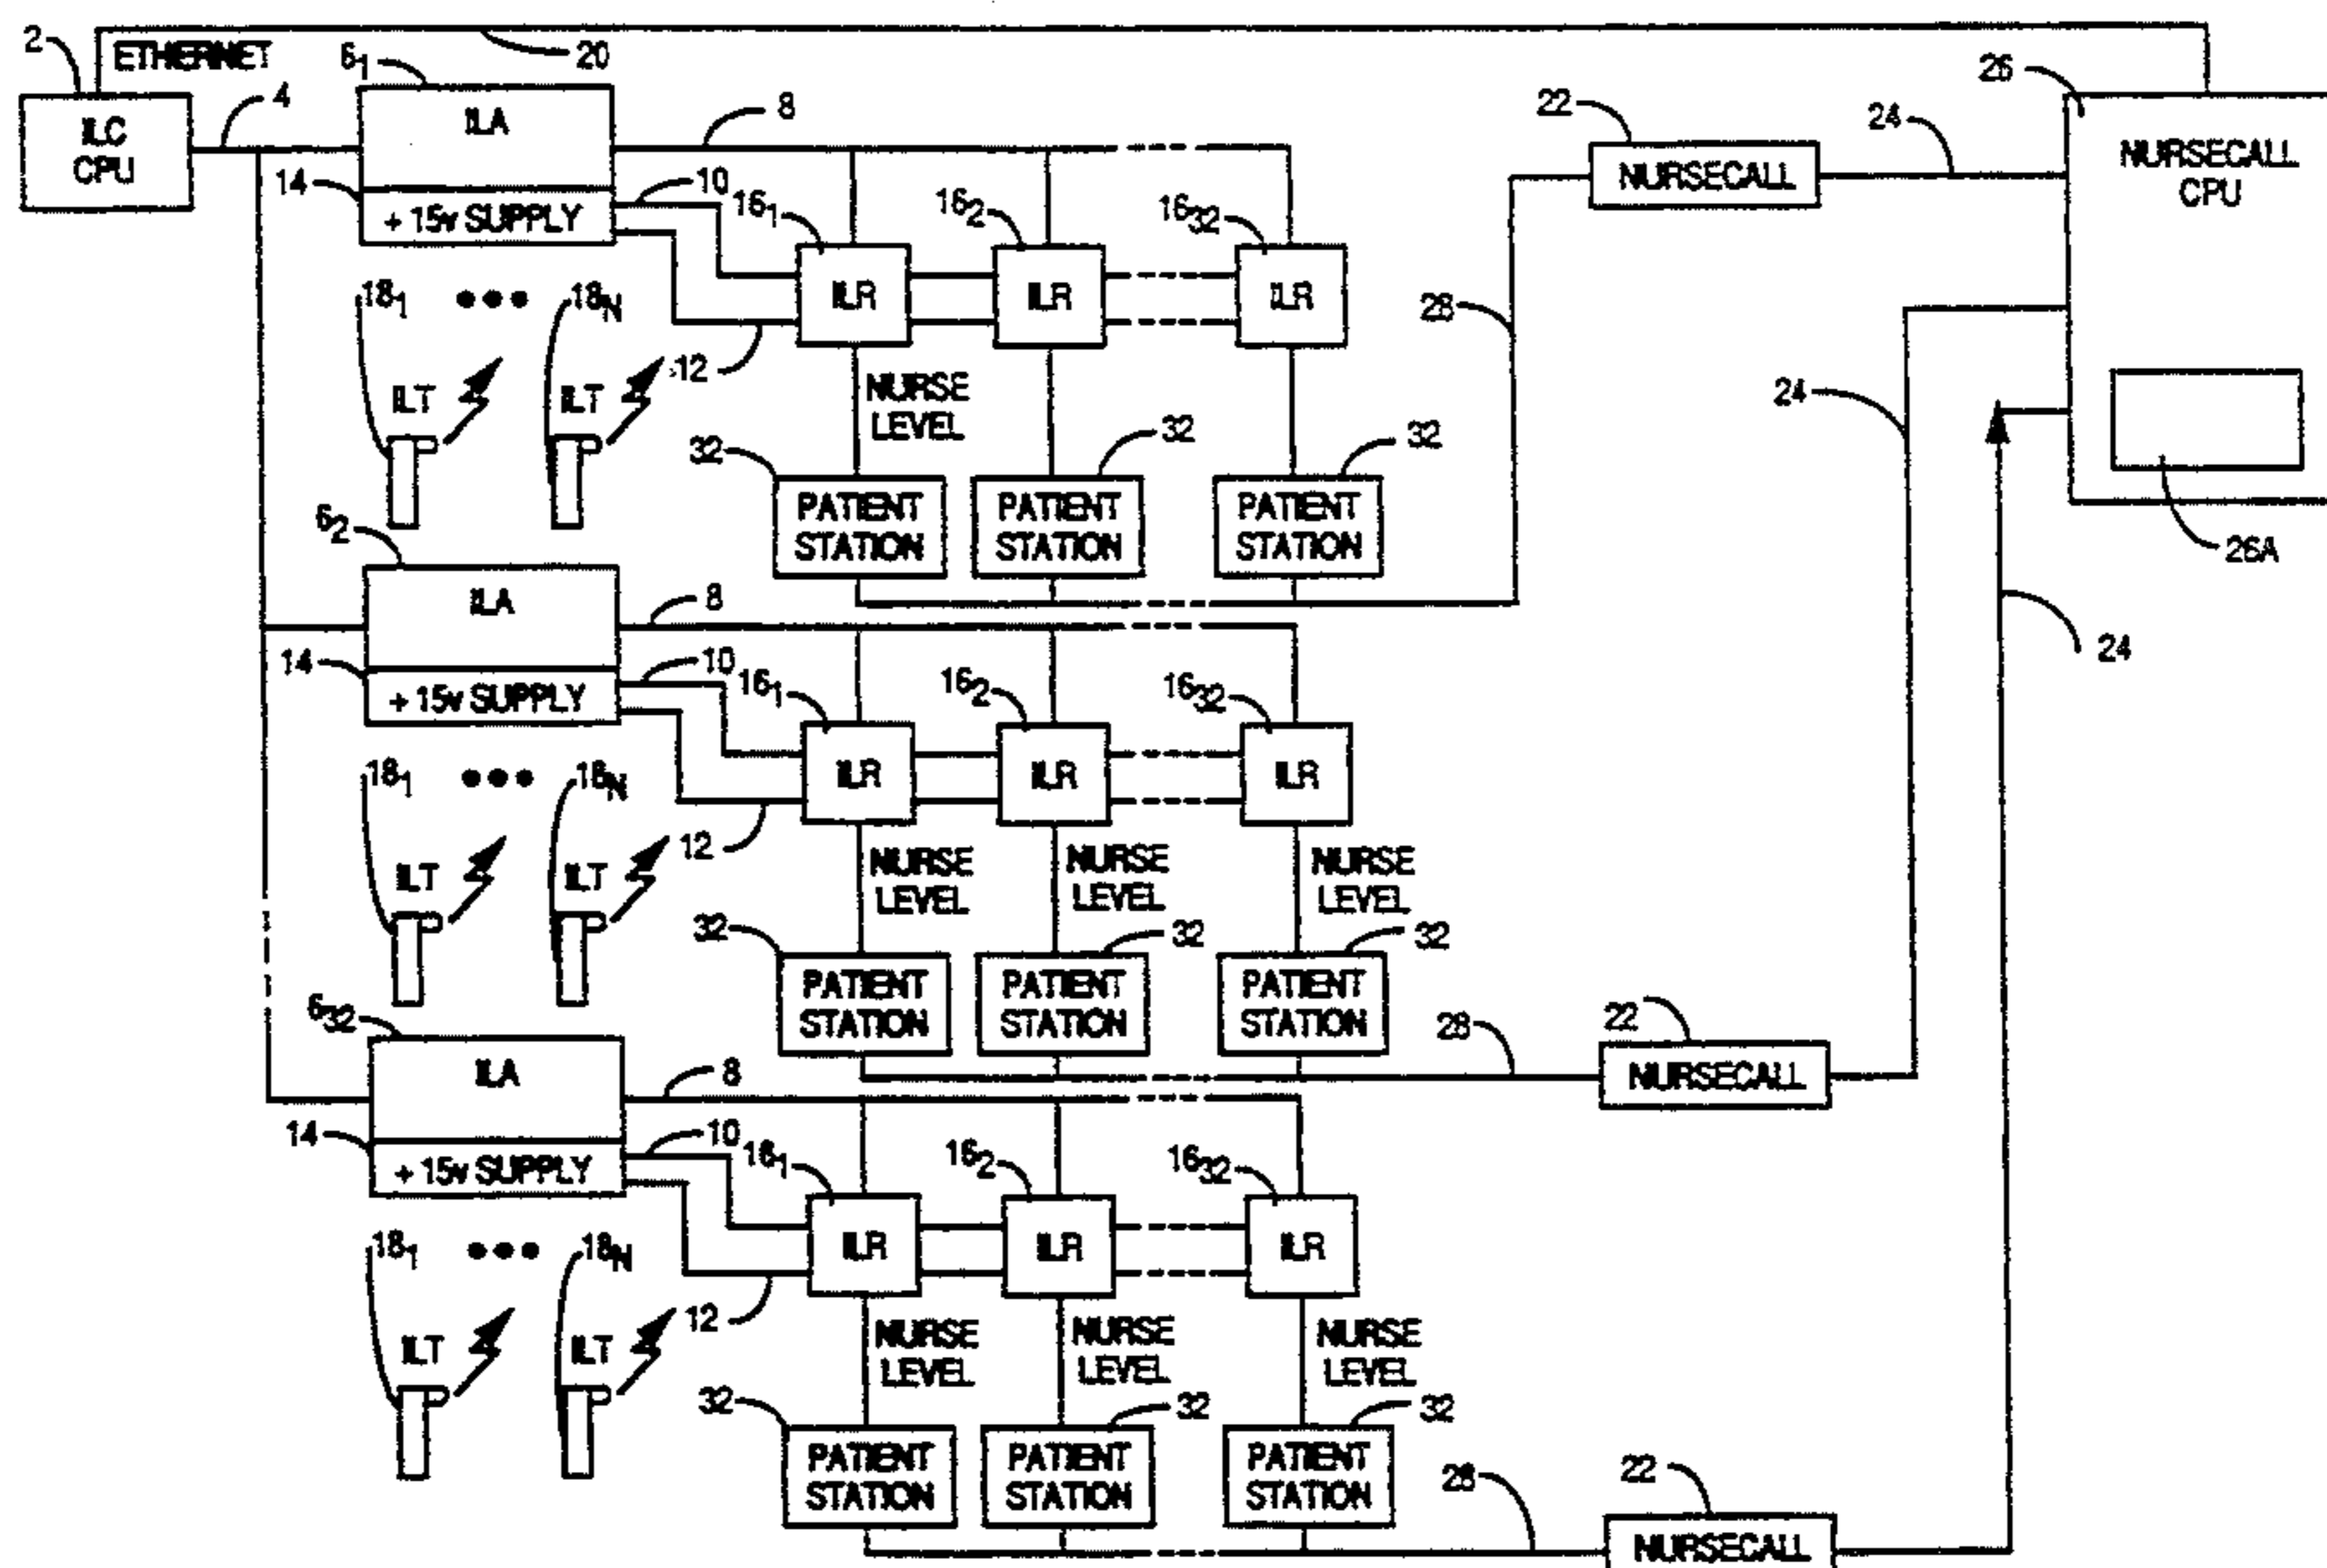 2
ETHERNET
20
ILC
CPU
4
6₁
ILA
14
+ 15v SUPPLY
8
10
12
16₁
16₂
16₃₂
ILR
ILR
ILR
22
NURSECALL
24
26
NURSECALL
CPU
26A
18₁
•••
18N
ILT
ILT
NURSE
LEVEL
28
24
24
32
32
32
PATIENT
STATION
PATIENT
STATION
PATIENT
STATION
6₂
ILA
14
+ 15v SUPPLY
8
10
12
16₁
16₂
16₃₂
ILR
ILR
ILR
18₁
•••
18N
ILT
ILT
NURSE
LEVEL
NURSE
LEVEL
NURSE
LEVEL
32
32
32
PATIENT
STATION
PATIENT
STATION
PATIENT
STATION
28
22
NURSECALL
6₃₂
ILA
14
+ 15v SUPPLY
8
10
12
16₁
16₂
16₃₂
ILR
ILR
ILR
18₁
•••
18N
ILT
ILT
NURSE
LEVEL
NURSE
LEVEL
NURSE
LEVEL
32
32
32
PATIENT
STATION
PATIENT
STATION
PATIENT
STATION
28
22
NURSECALL